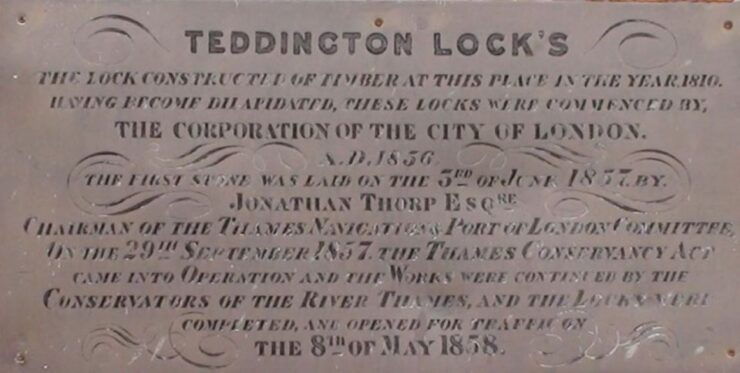 TEDDINGTON LOCK'S
THE LOCK CONSTRUCTED OF TIMBER AT THIS PLACE IN THE YEAR 1810.
HAVING BECOME DILAPIDATED, THESE LOCKS WERE COMMENCED BY,
THE CORPORATION OF THE CITY OF LONDON.
A.D. 1856
THE FIRST STONE WAS LAID ON THE 3RD OF JUNE 1857. BY.
JONATHAN THORP ESQRE
CHAIRMAN OF THE THAMES NAVIGATION & PORT OF LONDON COMMITTEE,
ON THE 29TH SEPTEMBER 1857. THE THAMES CONSERVANCY ACT
CAME INTO OPERATION AND THE WORKS WERE CONTINUED BY THE
CONSERVATORS OF THE RIVER THAMES, AND THE LOCKS WERE
COMPLETED, AND OPENED FOR TRAFFIC ON
THE 8TH OF MAY 1858.